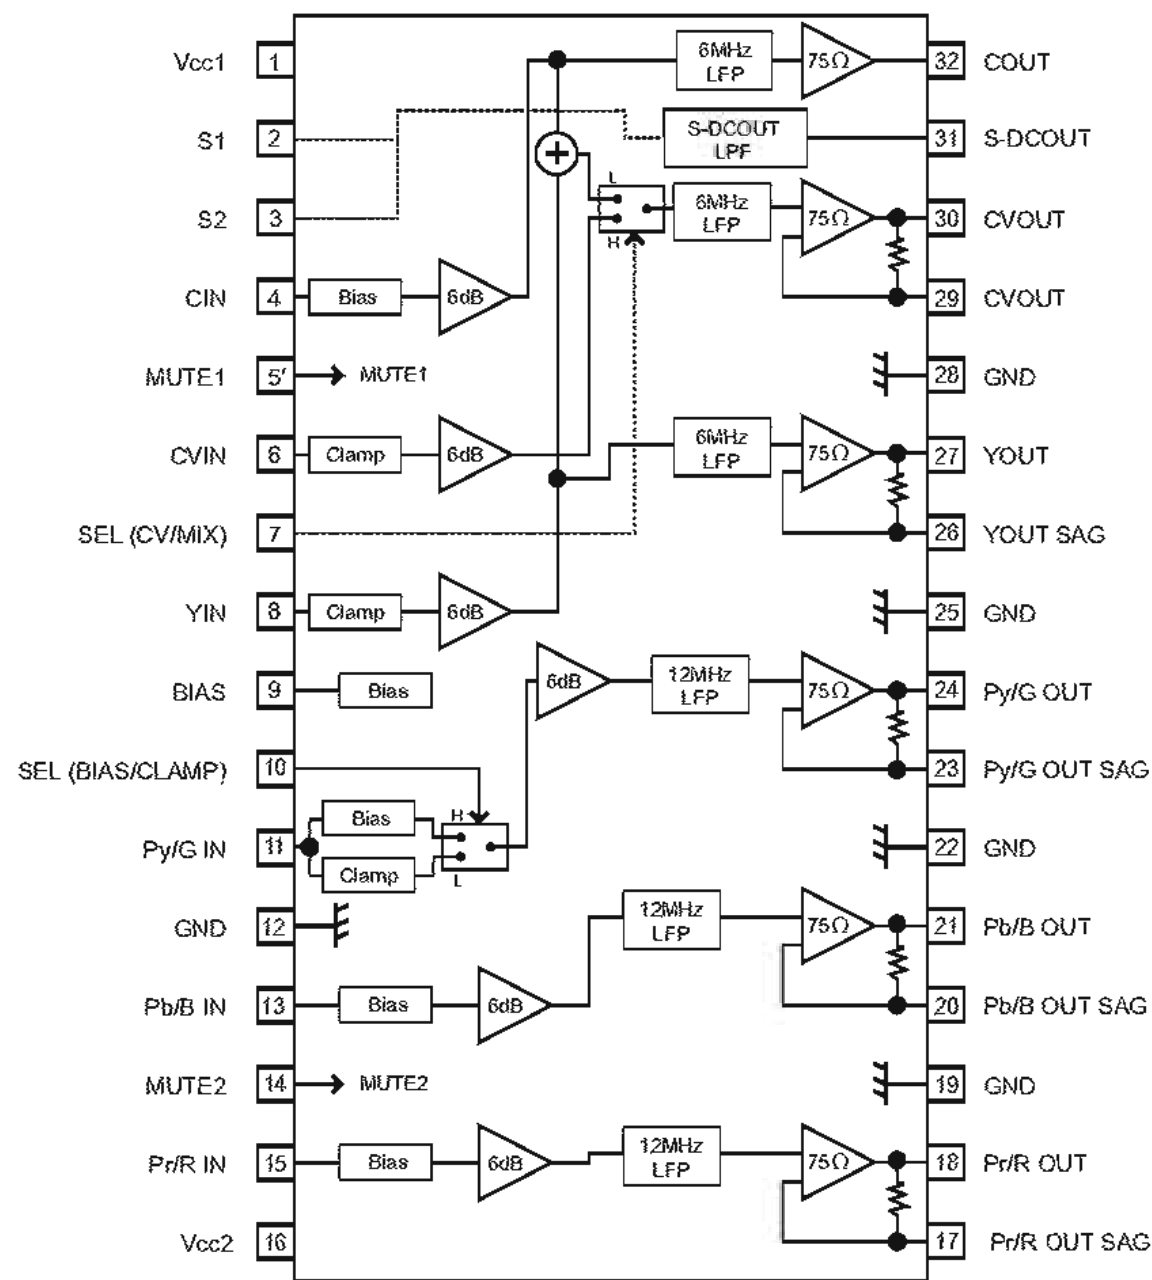 Vcc1 1
6MHz
LFP
75Ω
32 COUT
S1 2
S-DCOUT
LPF
31 S-DCOUT
+
L
S2 3
6MHz
LFP
75Ω
30 CVOUT
H
CIN 4 Bias 6dB
29 CVOUT
MUTE1 5' MUTE1
28 GND
CVIN 6 Clamp 6dB
6MHz
LFP
75Ω
27 YOUT
SEL (CV/MIX) 7
26 YOUT SAG
YIN 8 Clamp 6dB
25 GND
BIAS 9 Bias
6dB
12MHz
LFP
75Ω
24 Py/G OUT
SEL (BIAS/CLAMP) 10
23 Py/G OUT SAG
Bias
H
Py/G IN 11
Clamp
L
22 GND
GND 12
12MHz
LFP
75Ω
21 Pb/B OUT
Pb/B IN 13 Bias 6dB
20 Pb/B OUT SAG
MUTE2 14 MUTE2
19 GND
Pr/R IN 15 Bias 6dB
12MHz
LFP
75Ω
18 Pr/R OUT
Vcc2 16
17 Pr/R OUT SAG